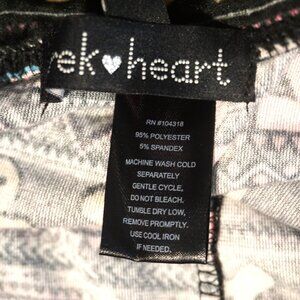 ek heart
RN #104318
95% POLYESTER
5% SPANDEX
MACHINE WASH COLD
SEPARATELY
GENTLE CYCLE,
DO NOT BLEACH.
TUMBLE DRY LOW,
REMOVE PROMPTLY.
USE COOL IRON
IF NEEDED.